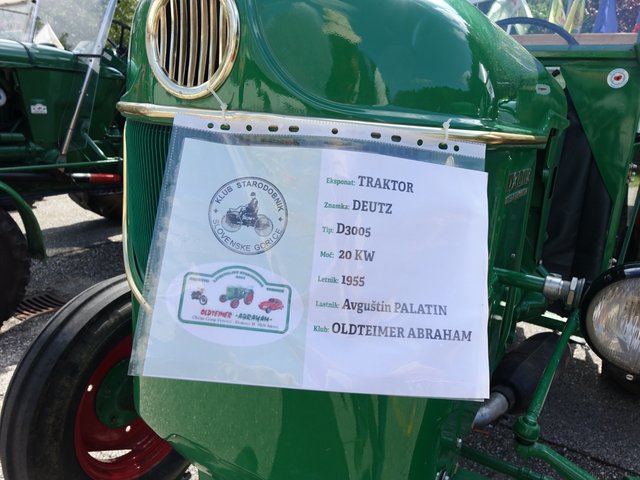 KLUB STARODOBNIK
SLOVENSKE GORICE
OLDTEIMER "ABRAHAM"
Eksponat: TRAKTOR
Znamka: DEUTZ
Tip: D3005
Moč: 20 KW
Letnik: 1955
Lastnik: Avguštin PALATIN
Klub: OLDTEIMER ABRAHAM